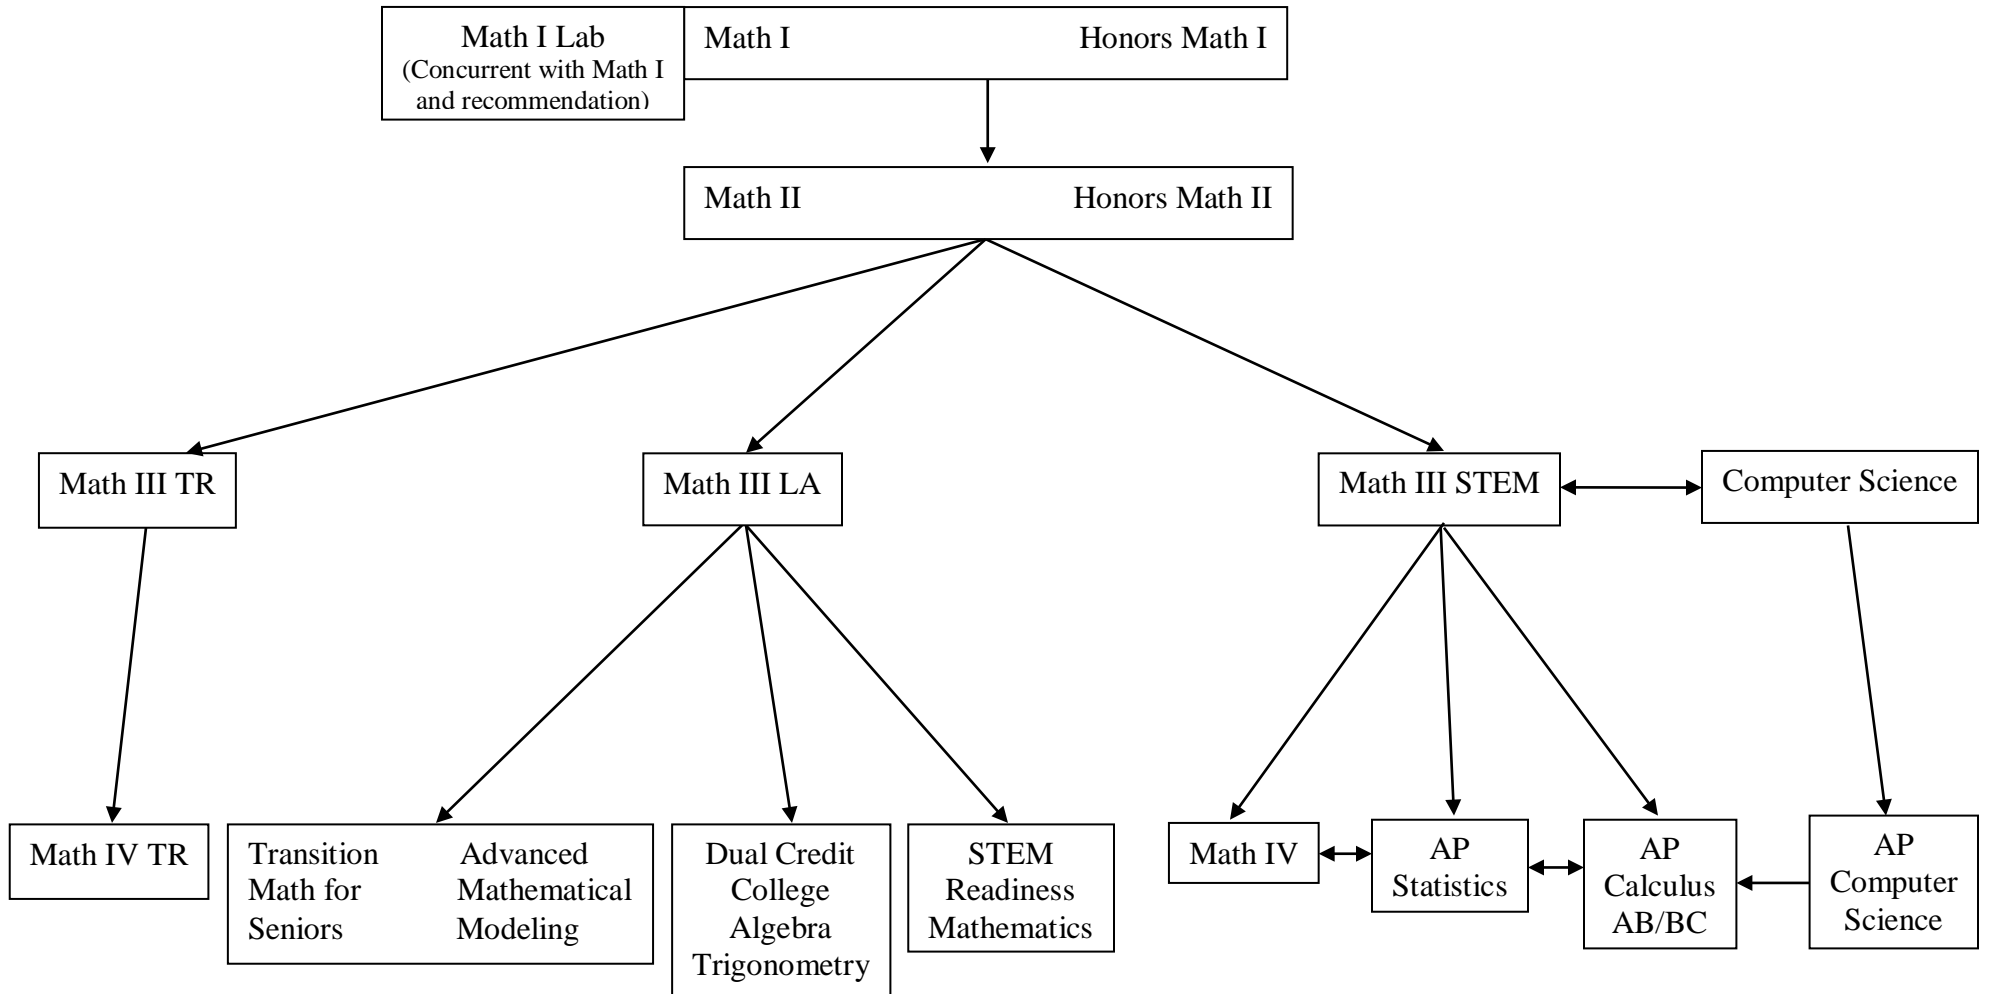 Math I Lab
(Concurrent with Math I
and recommendation)
Math I Honors Math I
Math II Honors Math II
Math III TR
Math III LA
Math III STEM
Computer Science
Math IV TR
Transition
Math for
Seniors
Advanced
Mathematical
Modeling
Dual Credit
College
Algebra
Trigonometry
STEM
Readiness
Mathematics
Math IV
AP
Statistics
AP
Calculus
AB/BC
AP
Computer
Science